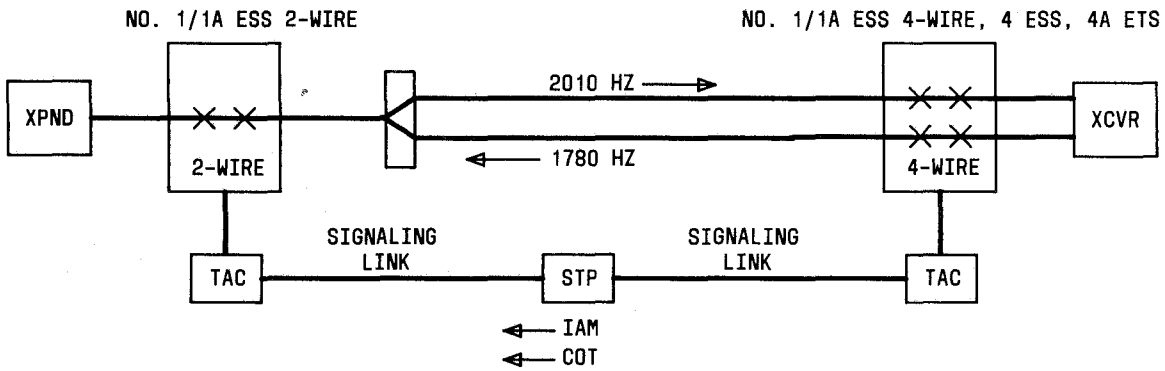 NO. 1/1A ESS 2-WIRE
NO. 1/1A ESS 4-WIRE, 4 ESS, 4A ETS
XPND
2-WIRE
2010 HZ
1780 HZ
4-WIRE
XCVR
SIGNALING
LINK
SIGNALING
LINK
TAC
STP
TAC
IAM
COT